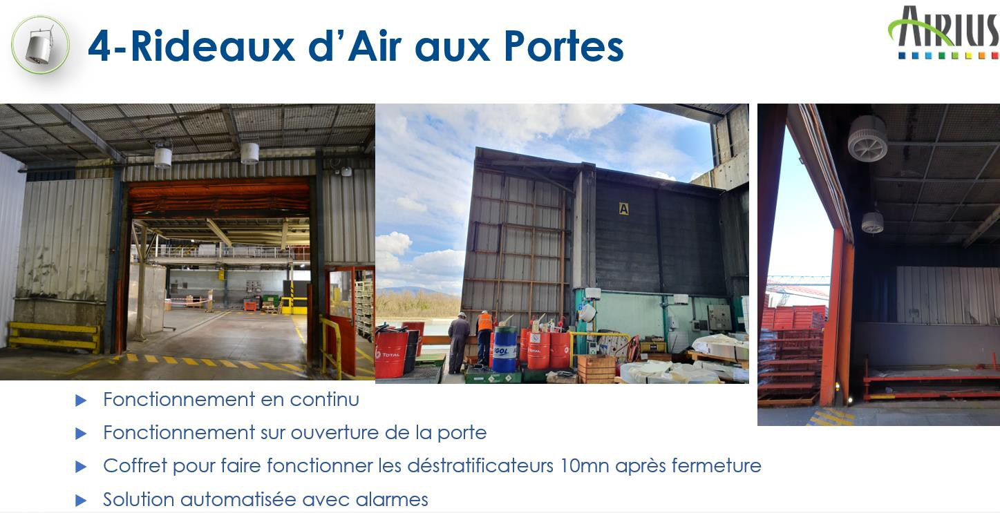 4-Rideaux d’Air aux Portes
AIRIUS
A
TOTAL
IGOL
TOTAL
Fonctionnement en continu
Fonctionnement sur ouverture de la porte
Coffret pour faire fonctionner les déstratificateurs 10mn après fermeture
Solution automatisée avec alarmes